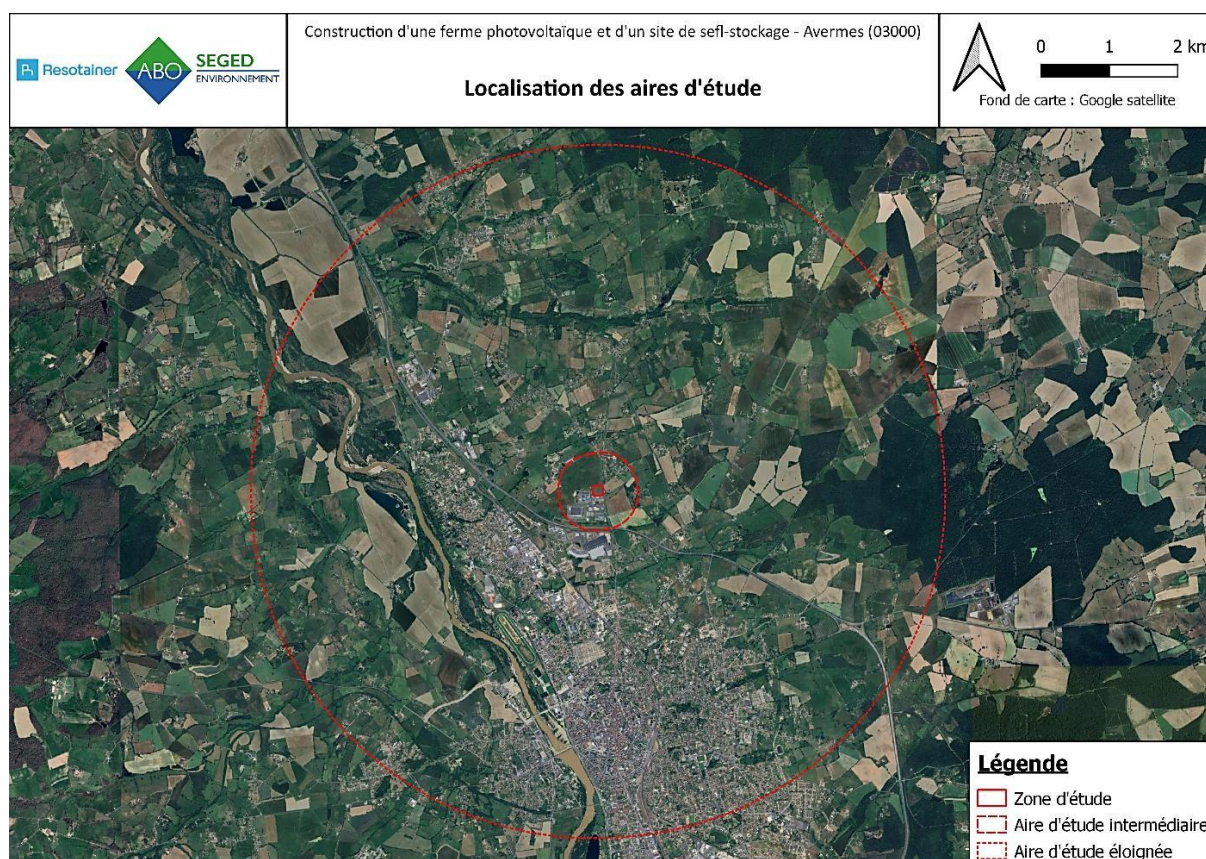 Resotainer
ABO
SEGED
ENVIRONNEMENT
Construction d'une ferme photovoltaïque et d'un site de sefl-stockage - Avermes (03000)
Localisation des aires d'étude
0 1 2 km
Fond de carte : Google satellite
Légende
Zone d'étude
Aire d'étude intermédiaire
Aire d'étude éloignée